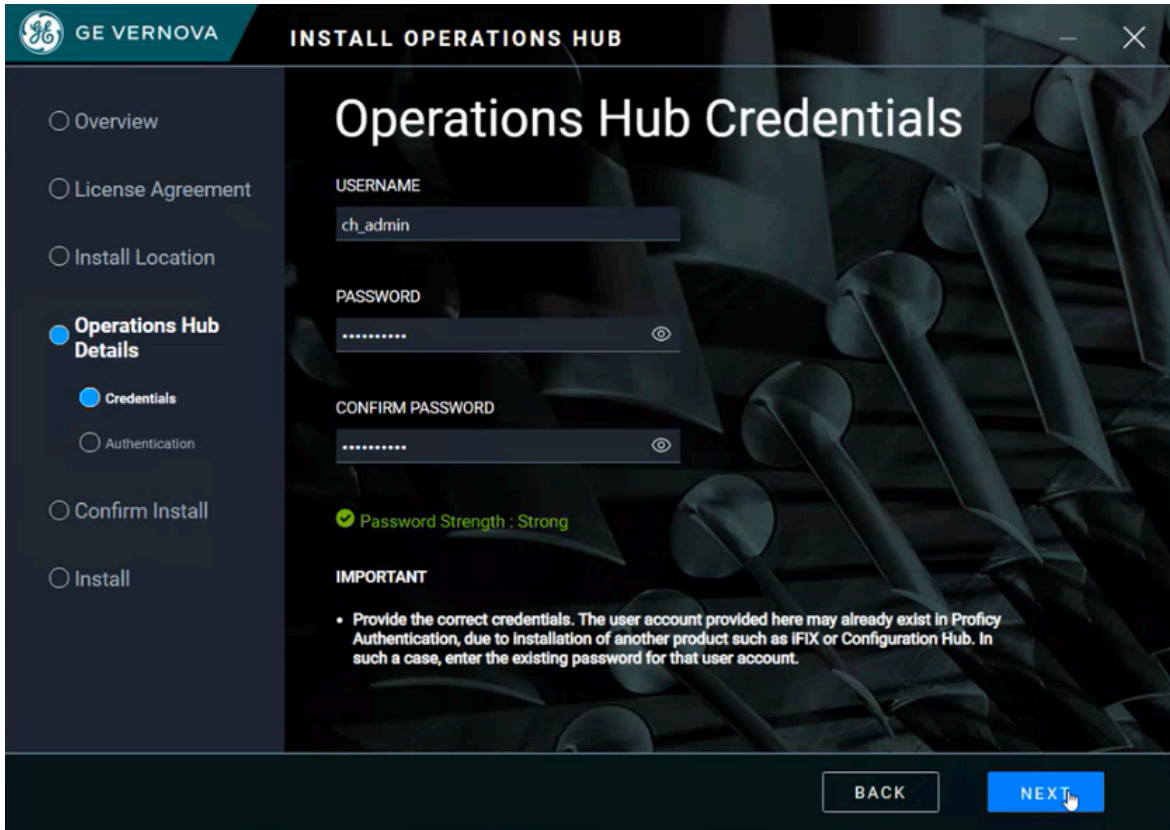 GE VERNOVA
INSTALL OPERATIONS HUB
Overview
License Agreement
Install Location
Operations Hub
Details
Credentials
Authentication
Confirm Install
Install
Operations Hub Credentials
USERNAME
ch_admin
PASSWORD
••••••••••
CONFIRM PASSWORD
••••••••••
Password Strength : Strong
IMPORTANT
• Provide the correct credentials. The user account provided here may already exist in Proficy
Authentication, due to installation of another product such as iFIX or Configuration Hub. In
such a case, enter the existing password for that user account.
BACK
NEXT